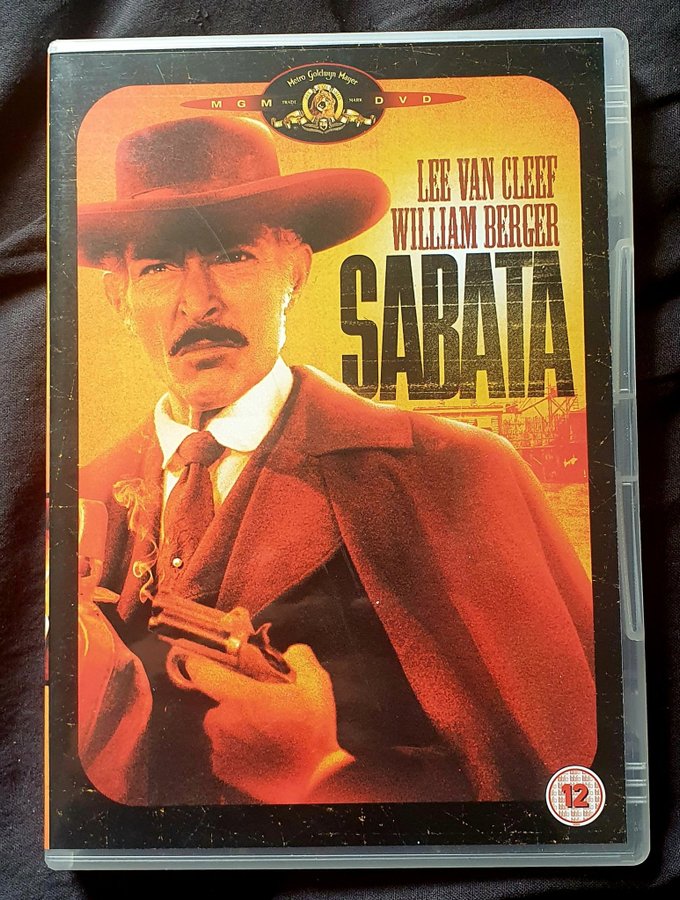 Metro Goldwyn Mayer
MGM TRADE MARK DVD
LEE VAN CLEEF
WILLIAM BERGER
SABATA
12